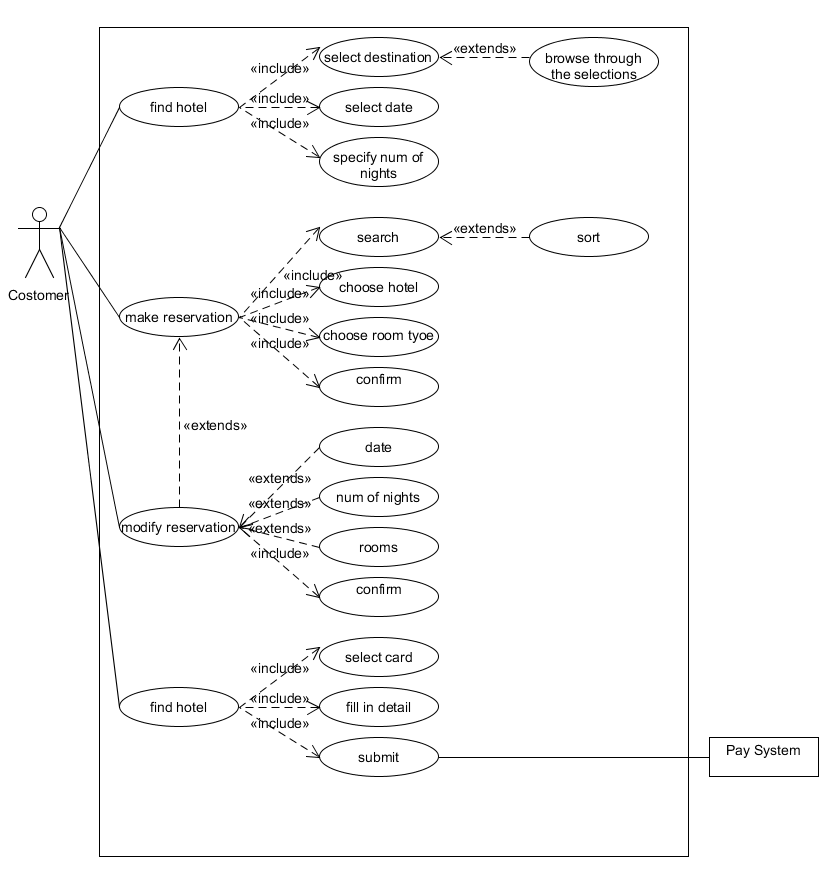 select destination
«extends»
browse through
the selections
«include»
find hotel
«include»
select date
«include»
specify num of
nights
search
«extends»
sort
Costomer
«include»
choose hotel
«include»
make reservation
«include»
choose room tyoe
«include»
confirm
«extends»
date
«extends»
num of nights
«extends»
modify reservation
«extends»
rooms
«include»
confirm
select card
«include»
find hotel
«include»
fill in detail
«include»
submit
Pay System